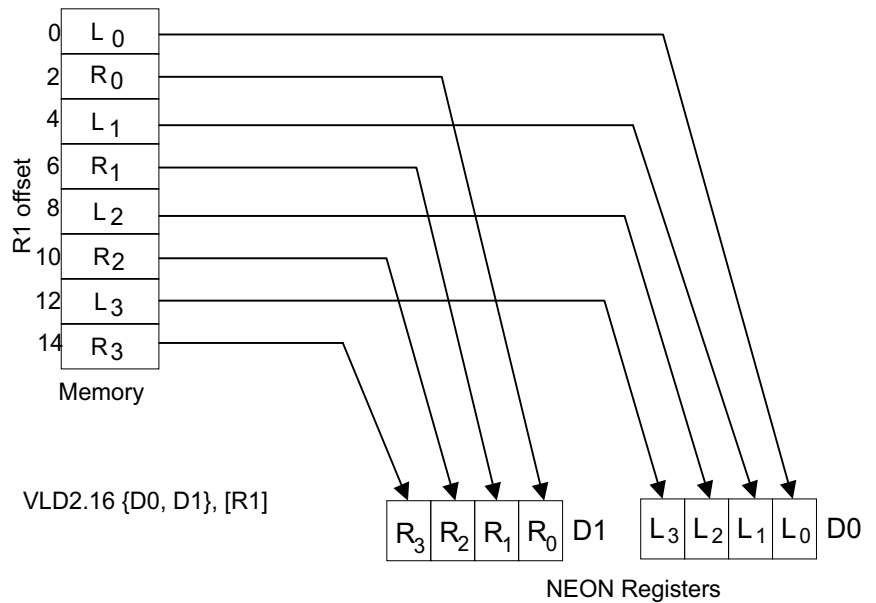 0 L0
2 R0
4 L1
6 R1
8 L2
10 R2
12 L3
14 R3
R1 offset
Memory
VLD2.16 {D0, D1}, [R1]
R3 R2 R1 R0 D1
L3 L2 L1 L0 D0
NEON Registers